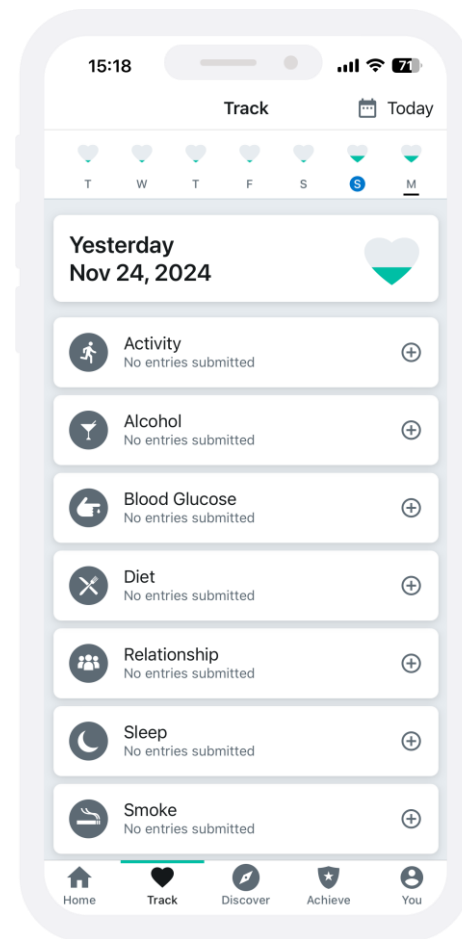 15:18 71
Track Today
T W T F S S M
Yesterday
Nov 24, 2024
Activity
No entries submitted
Alcohol
No entries submitted
Blood Glucose
No entries submitted
Diet
No entries submitted
Relationship
No entries submitted
Sleep
No entries submitted
Smoke
No entries submitted
Home Track Discover Achieve You